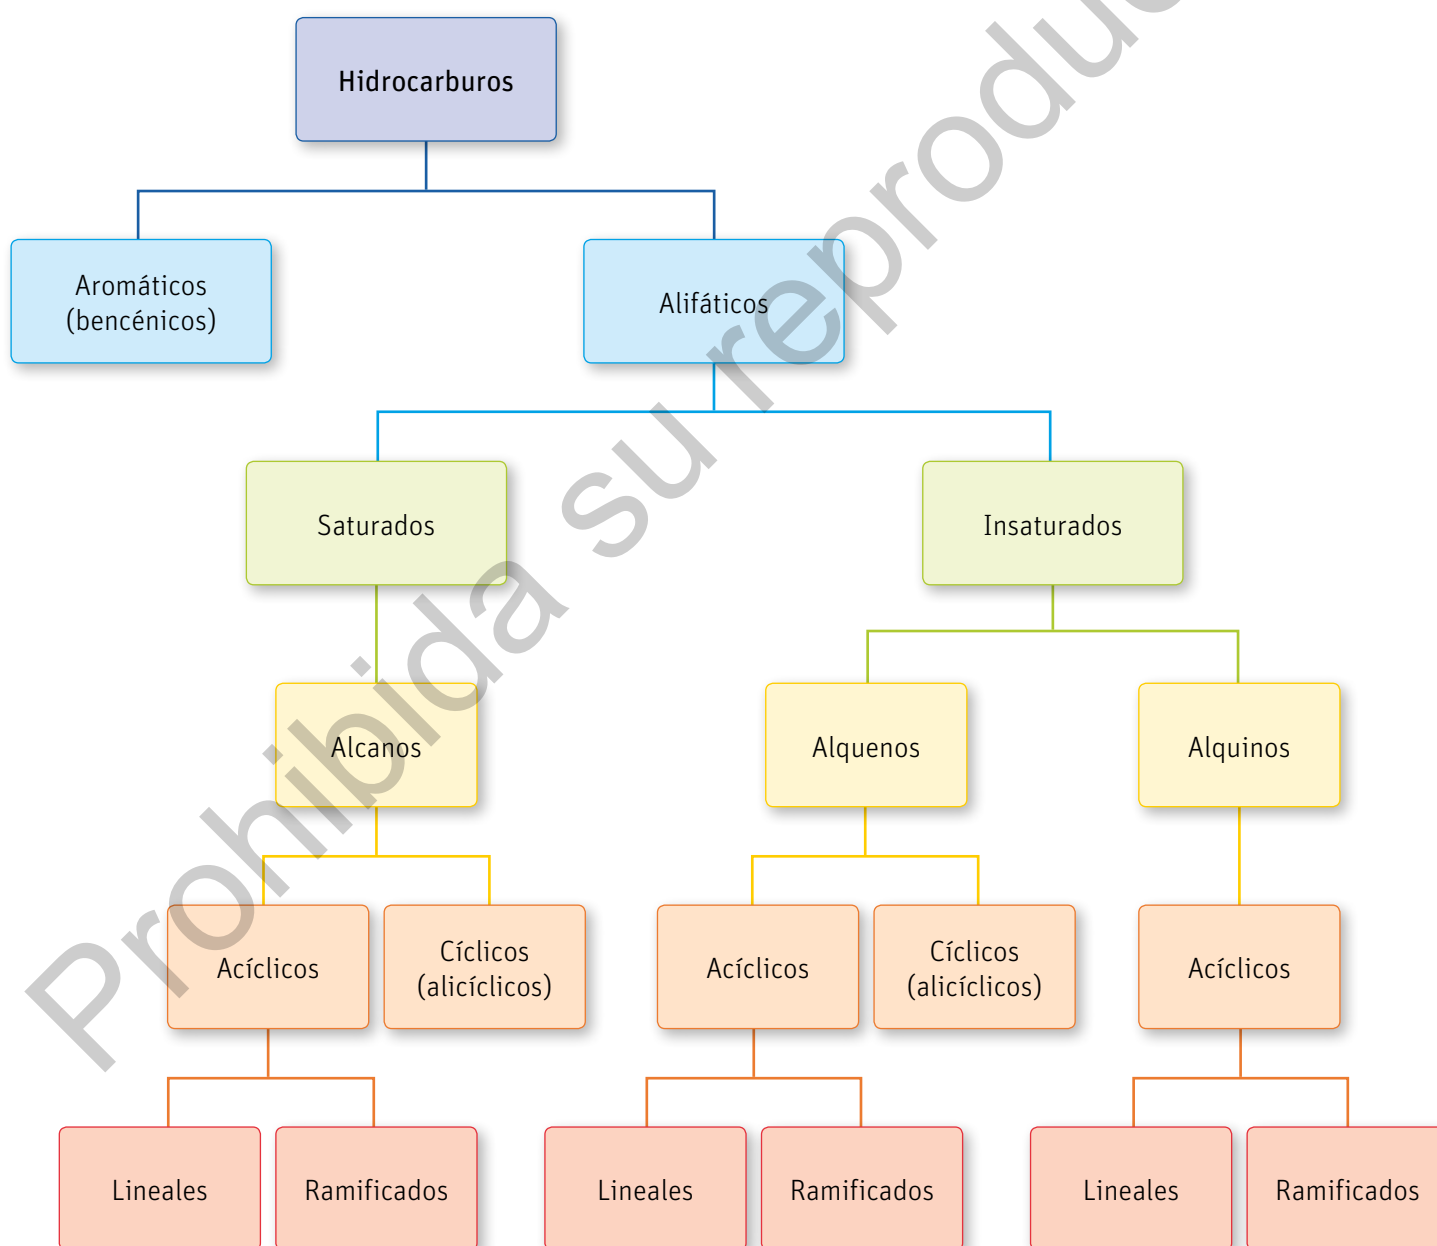 Hidrocarburos
Aromáticos
(bencénicos)
Alifáticos
Saturados
Insaturados
Alcanos
Alquenos
Alquinos
Acíclicos
Cíclicos
(alicíclicos)
Acíclicos
Cíclicos
(alicíclicos)
Acíclicos
Lineales
Ramificados
Lineales
Ramificados
Lineales
Ramificados
Prohibida su reproduc